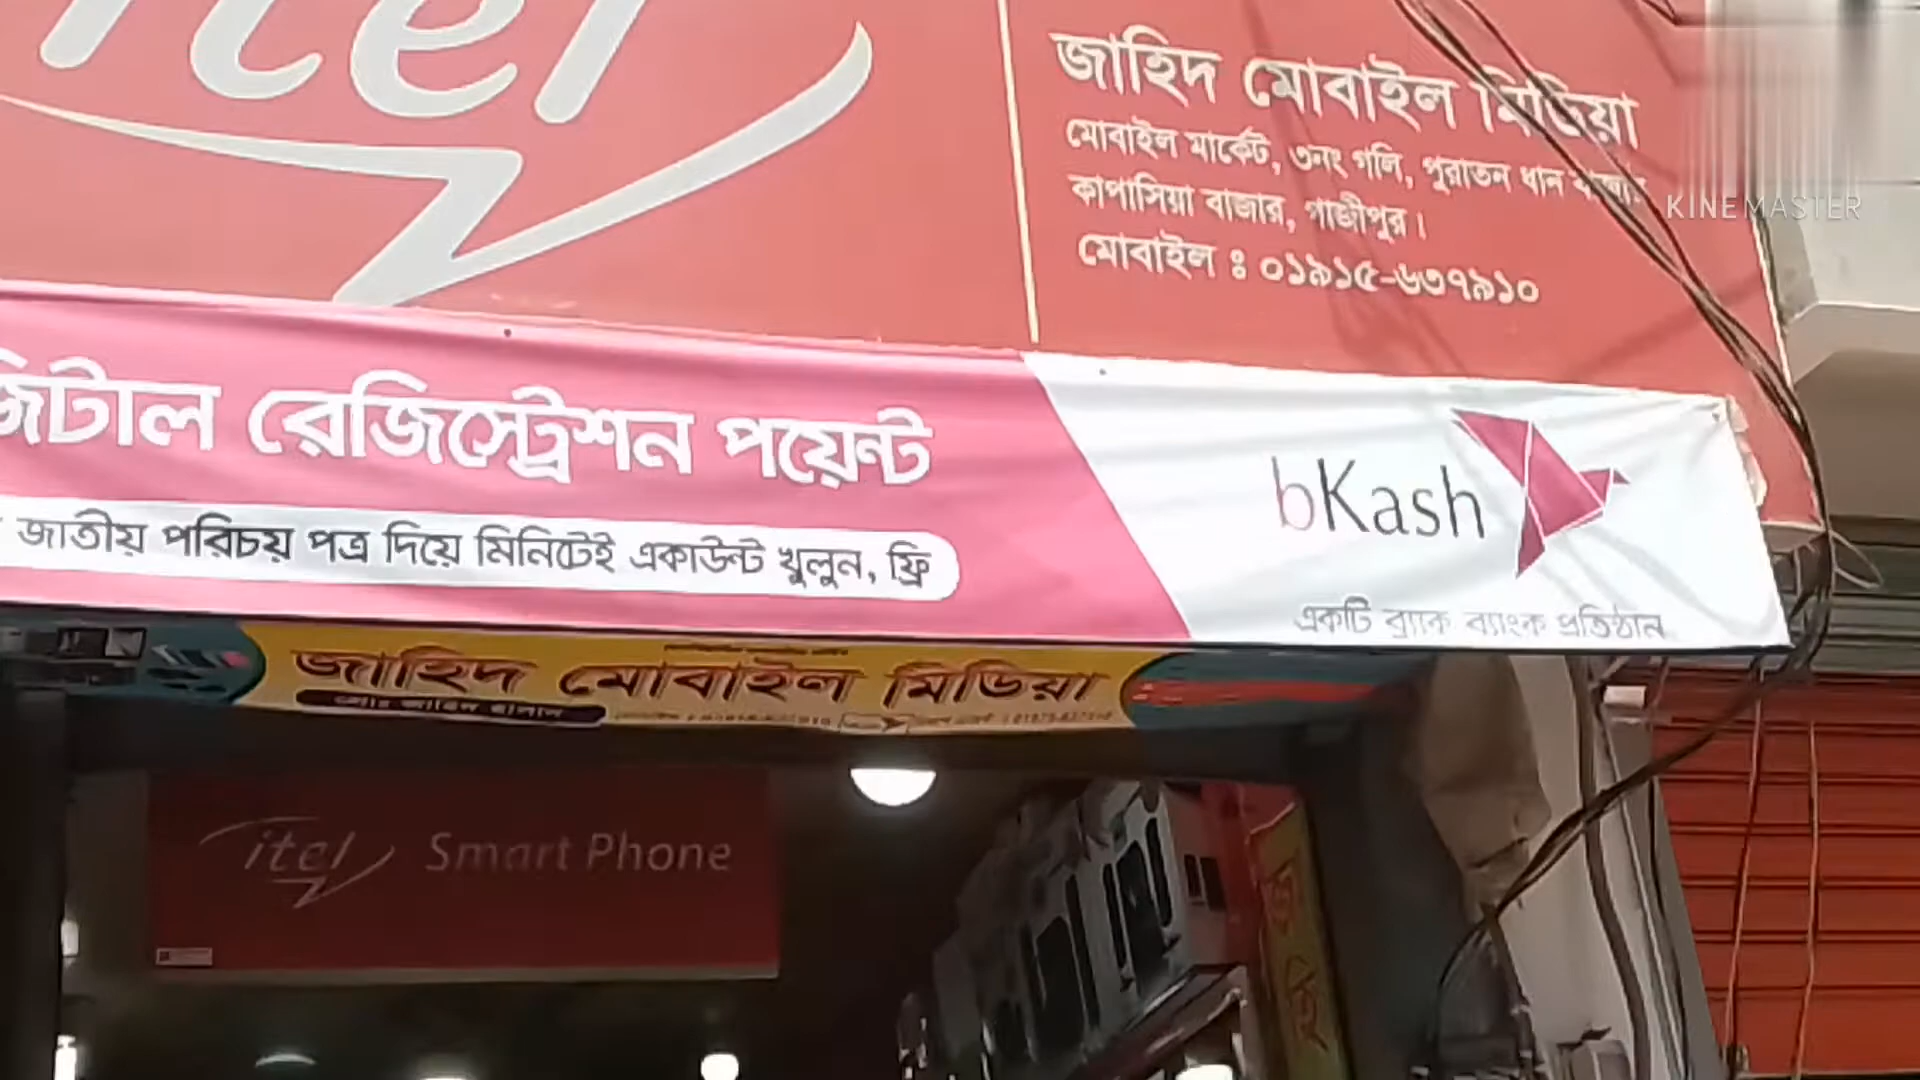 itel
জাহিদ মোবাইল মিডিয়া
মোবাইল মার্কেট, ৩নং গলি, পুরাতন ধান বাজার,
কাপাসিয়া বাজার, গাজীপুর।
মোবাইল ঃ ০১৯১৫-৬৩৭৯১০
KINEMASTER
জিটাল রেজিস্ট্রেশন পয়েন্ট
জাতীয় পরিচয় পত্র দিয়ে মিনিটেই একাউন্ট খুলুন, ফ্রি
bKash
একটি ব্র্যাক ব্যাংক প্রতিষ্ঠান
জাহিদ মোবাইল মিডিয়া
itel Smart Phone